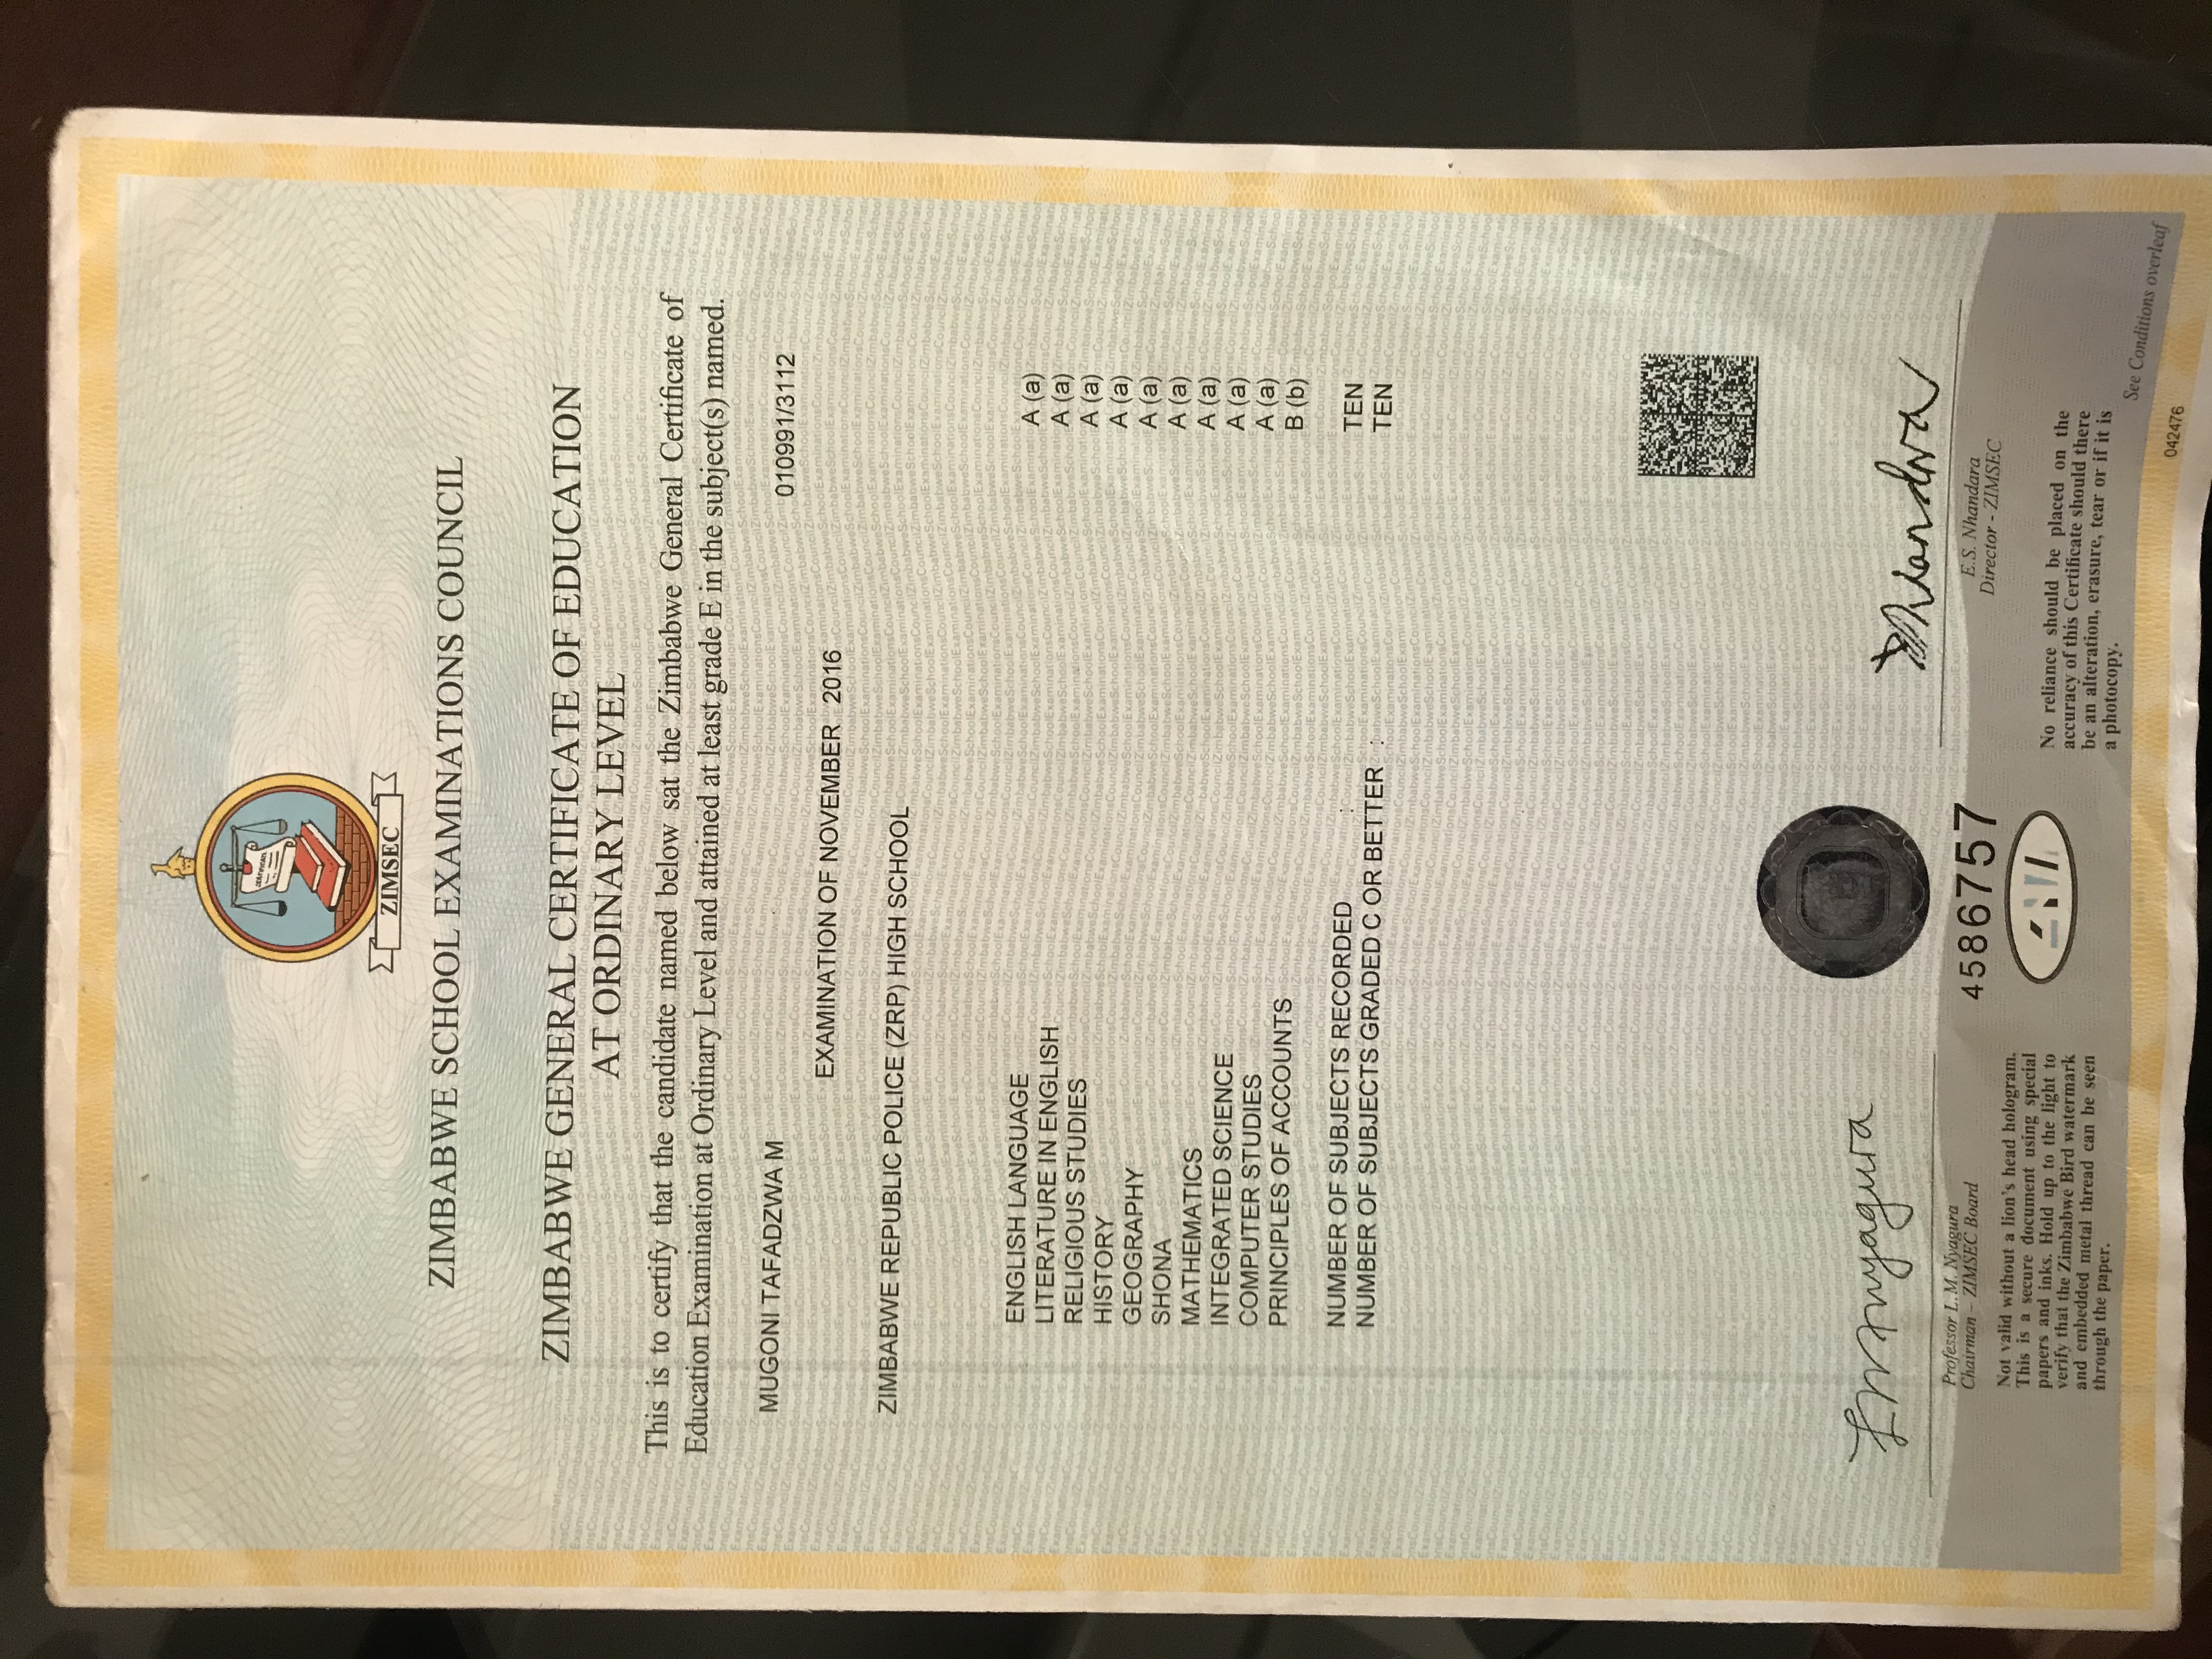 ZIMSEC
ZIMBABWE SCHOOL EXAMINATIONS COUNCIL
ZIMBABWE GENERAL CERTIFICATE OF EDUCATION
AT ORDINARY LEVEL
This is to certify that the candidate named below sat the Zimbabwe General Certificate of
Education Examination at Ordinary Level and attained at least grade E in the subject(s) named.
MUGONI TAFADZWA M 010991/3112
EXAMINATION OF NOVEMBER 2016
ZIMBABWE REPUBLIC POLICE (ZRP) HIGH SCHOOL
ENGLISH LANGUAGE A (a)
LITERATURE IN ENGLISH A (a)
RELIGIOUS STUDIES A (a)
HISTORY A (a)
GEOGRAPHY A (a)
SHONA A (a)
MATHEMATICS A (a)
INTEGRATED SCIENCE A (a)
COMPUTER STUDIES A (a)
PRINCIPLES OF ACCOUNTS B (b)
NUMBER OF SUBJECTS RECORDED : TEN
NUMBER OF SUBJECTS GRADED C OR BETTER : TEN
Professor L.M. Nyagura
Chairman – ZIMSEC Board
Not valid without a lion's head hologram.
This is a secure document using special
papers and inks. Hold up to the light to
verify that the Zimbabwe Bird watermark
and embedded metal thread can be seen
through the paper.
4586757
E.S. Nhandara
Director - ZIMSEC
No reliance should be placed on the
accuracy of this Certificate should there
be an alteration, erasure, tear or if it is
a photocopy.
See Conditions overleaf
042476